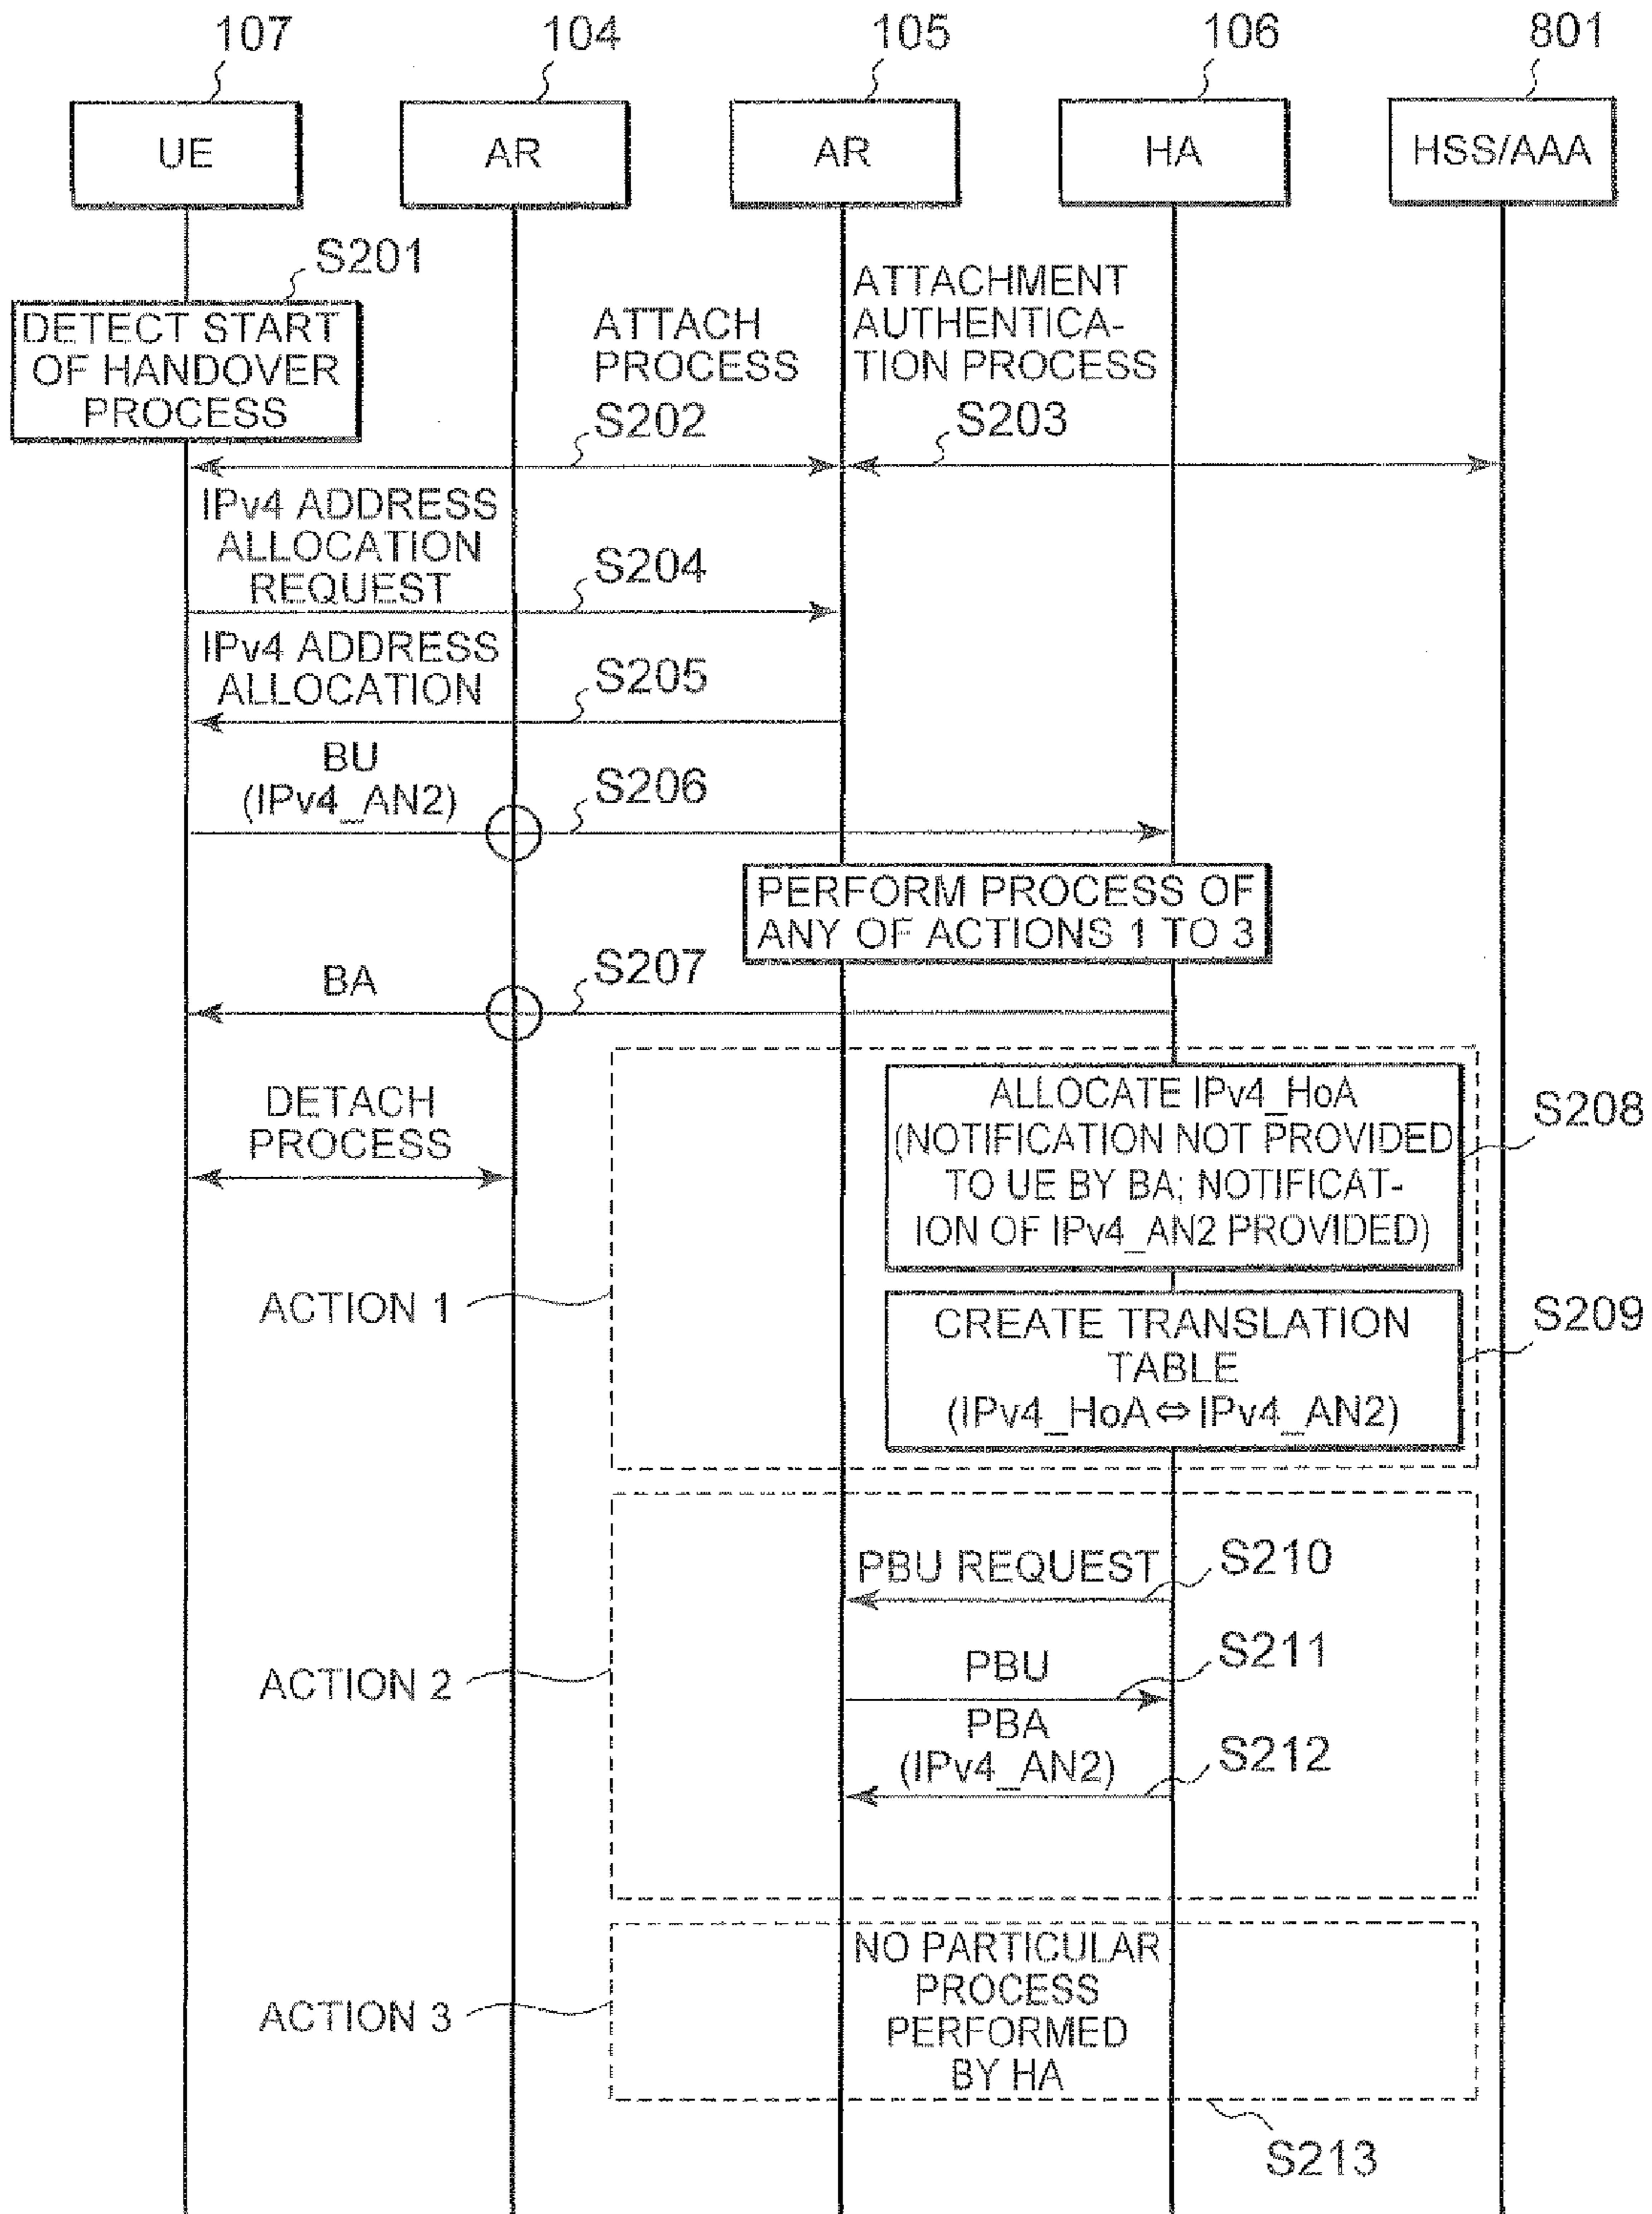 107
104
105
106
801
UE
AR
AR
HA
HSS/AAA
S201
DETECT START
OF HANDOVER
PROCESS
ATTACH
PROCESS
S202
ATTACHMENT
AUTHENTICA-
TION PROCESS
S203
IPv4 ADDRESS
ALLOCATION
REQUEST
S204
IPv4 ADDRESS
ALLOCATION
S205
BU
(IPv4_AN2)
S206
PERFORM PROCESS OF
ANY OF ACTIONS 1 TO 3
BA
S207
DETACH
PROCESS
ALLOCATE IPv4_HoA
(NOTIFICATION NOT PROVIDED
TO UE BY BA; NOTIFICAT-
ION OF IPv4_AN2 PROVIDED)
S208
ACTION 1
CREATE TRANSLATION
TABLE
(IPv4_HoA⇔IPv4_AN2)
S209
PBU REQUEST
S210
ACTION 2
PBU
S211
PBA
(IPv4_AN2)
S212
ACTION 3
NO PARTICULAR
PROCESS
PERFORMED
BY HA
S213